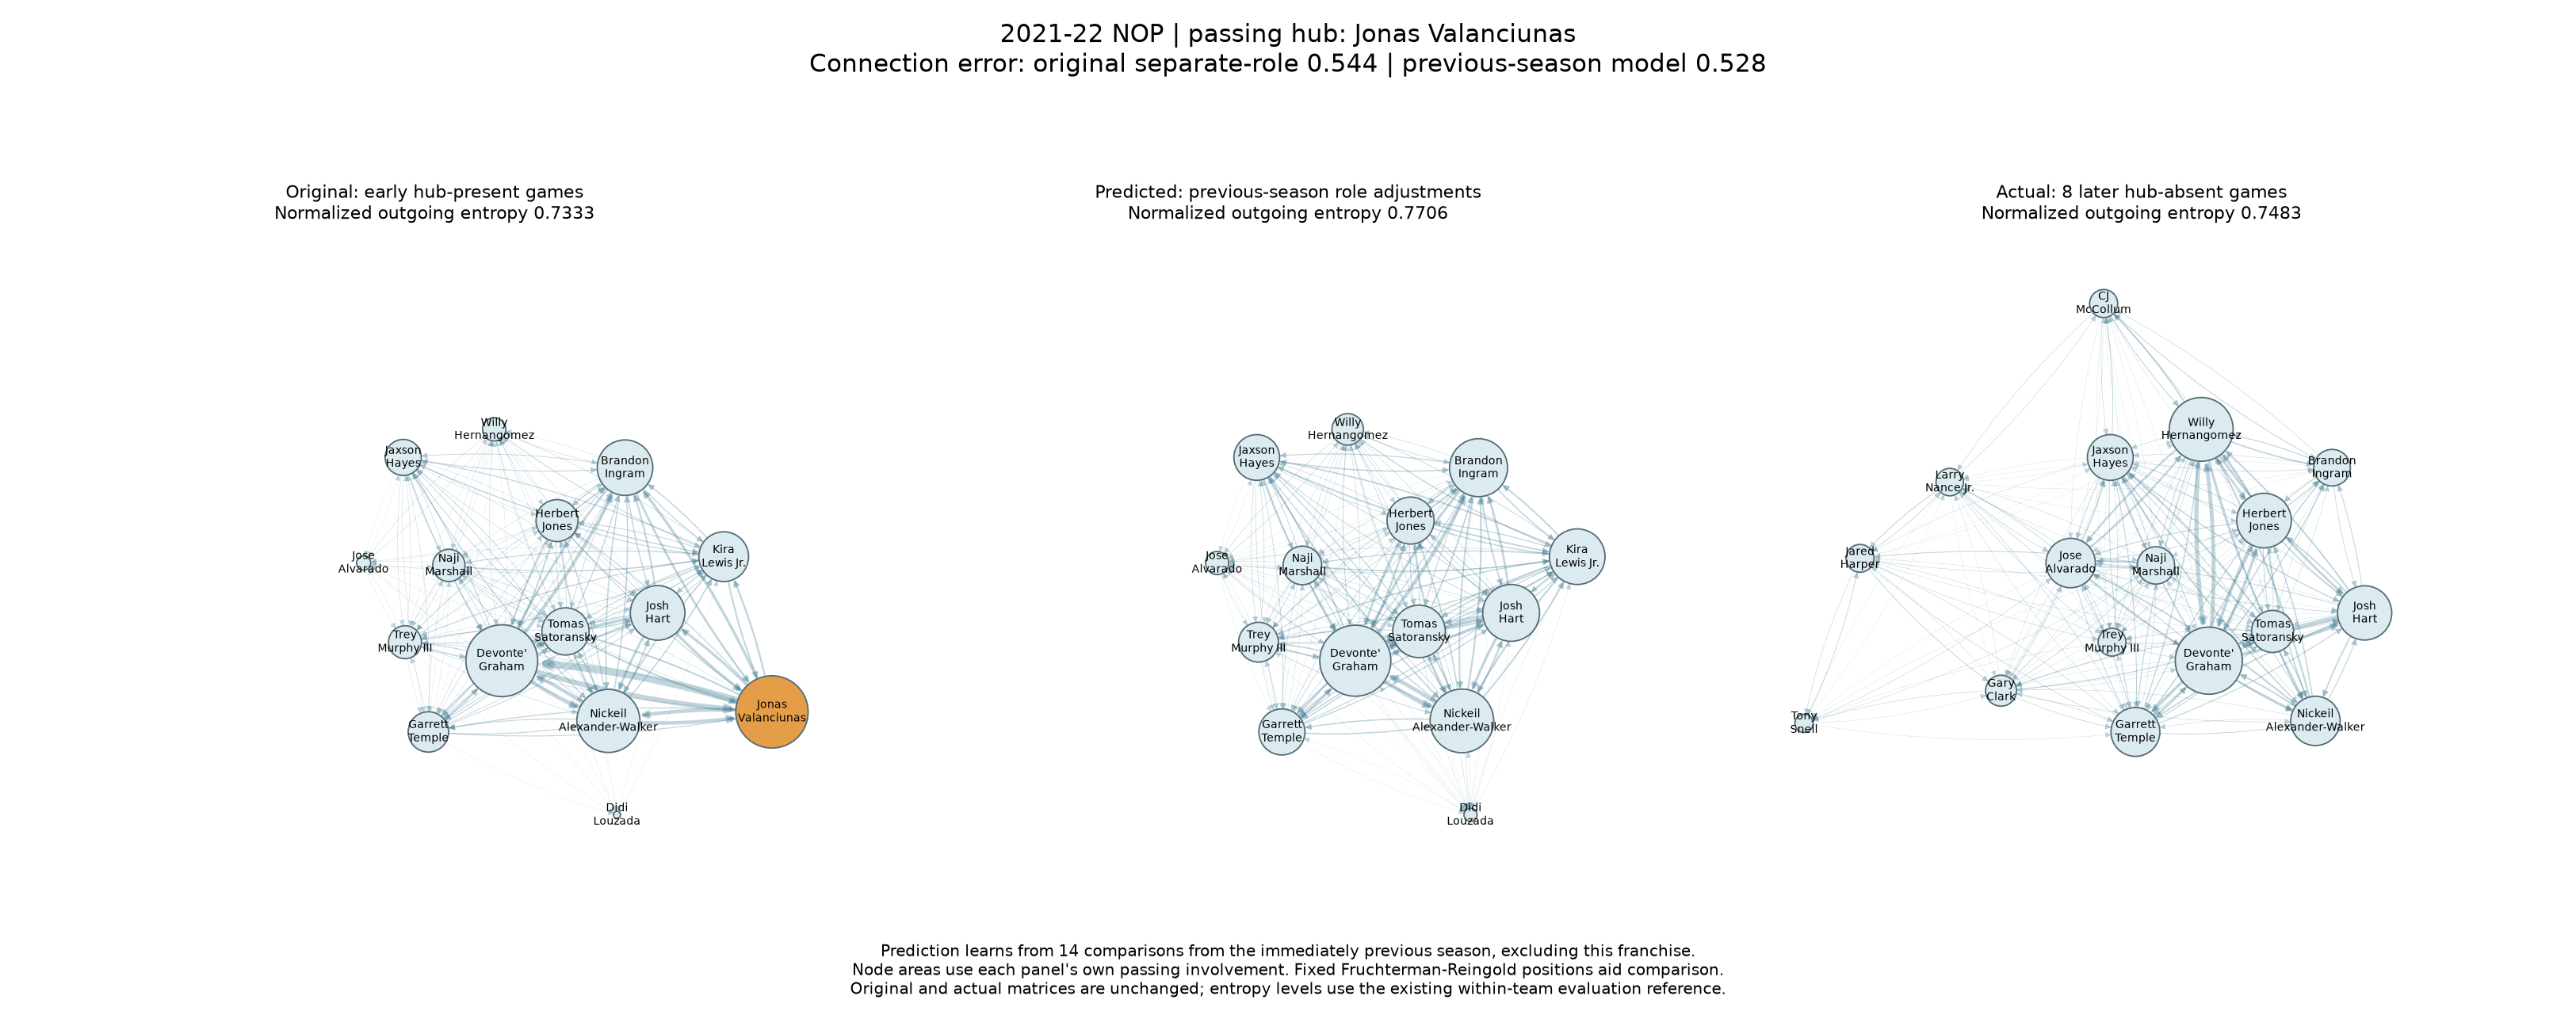 2021-22 NOP | passing hub: Jonas Valanciunas
Connection error: original separate-role 0.544 | previous-season model 0.528
Original: early hub-present games
Normalized outgoing entropy 0.7333
Willy
Hernangomez
Jaxson
Hayes
Brandon
Ingram
Herbert
Jones
Kira
Lewis Jr.
Jose
Alvarado
Naji
Marshall
Josh
Hart
Tomas
Satoransky
Trey
Murphy III
Devonte'
Graham
Jonas
Valanciunas
Nickeil
Alexander-Walker
Garrett
Temple
Didi
Louzada
Predicted: previous-season role adjustments
Normalized outgoing entropy 0.7706
Willy
Hernangomez
Jaxson
Hayes
Brandon
Ingram
Herbert
Jones
Kira
Lewis Jr.
Jose
Alvarado
Naji
Marshall
Josh
Hart
Tomas
Satoransky
Trey
Murphy III
Devonte'
Graham
Nickeil
Alexander-Walker
Garrett
Temple
Didi
Louzada
Actual: 8 later hub-absent games
Normalized outgoing entropy 0.7483
CJ
McCollum
Willy
Hernangomez
Jaxson
Hayes
Brandon
Ingram
Larry
Nance Jr.
Herbert
Jones
Jared
Harper
Jose
Alvarado
Naji
Marshall
Josh
Hart
Tomas
Satoransky
Trey
Murphy III
Devonte'
Graham
Gary
Clark
Tony
Snell
Nickeil
Alexander-Walker
Garrett
Temple
Prediction learns from 14 comparisons from the immediately previous season, excluding this franchise.
Node areas use each panel's own passing involvement. Fixed Fruchterman-Reingold positions aid comparison.
Original and actual matrices are unchanged; entropy levels use the existing within-team evaluation reference.